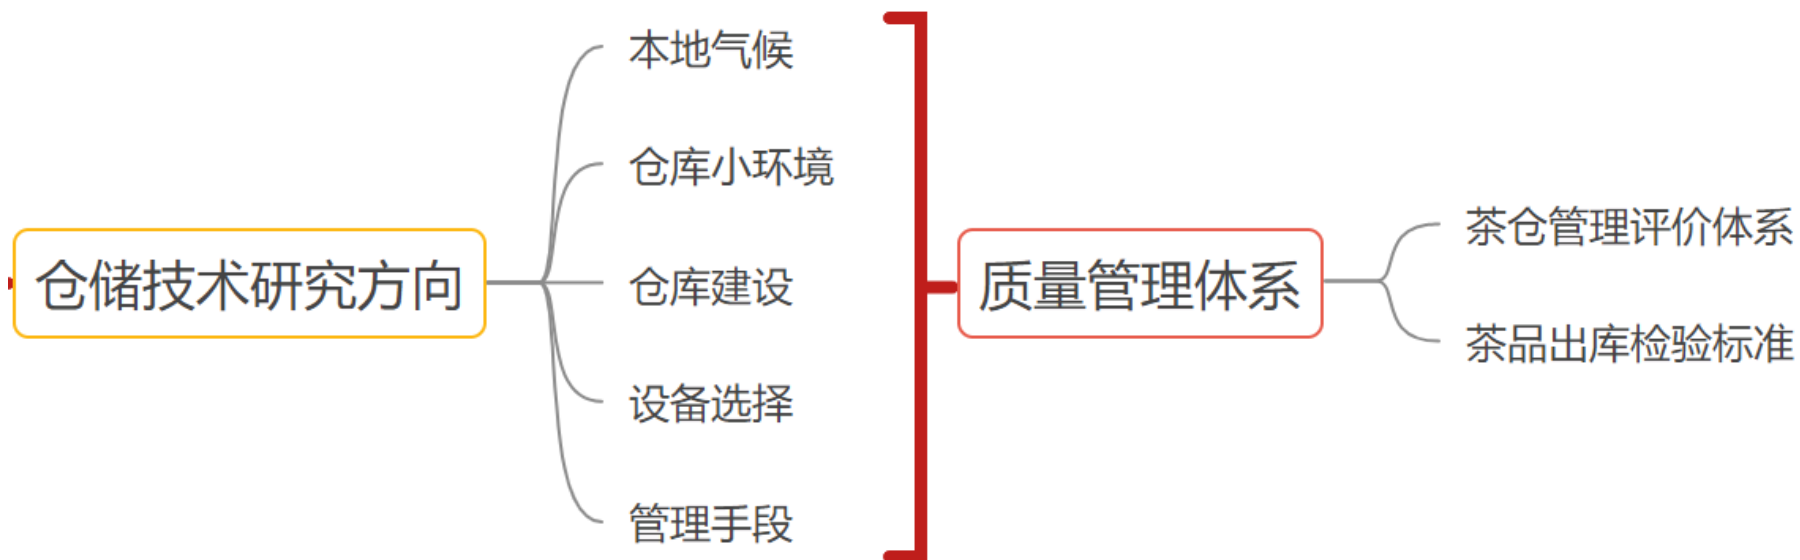 仓储技术研究方向
本地气候
仓库小环境
仓库建设
设备选择
管理手段
质量管理体系
茶仓管理评价体系
茶品出库检验标准